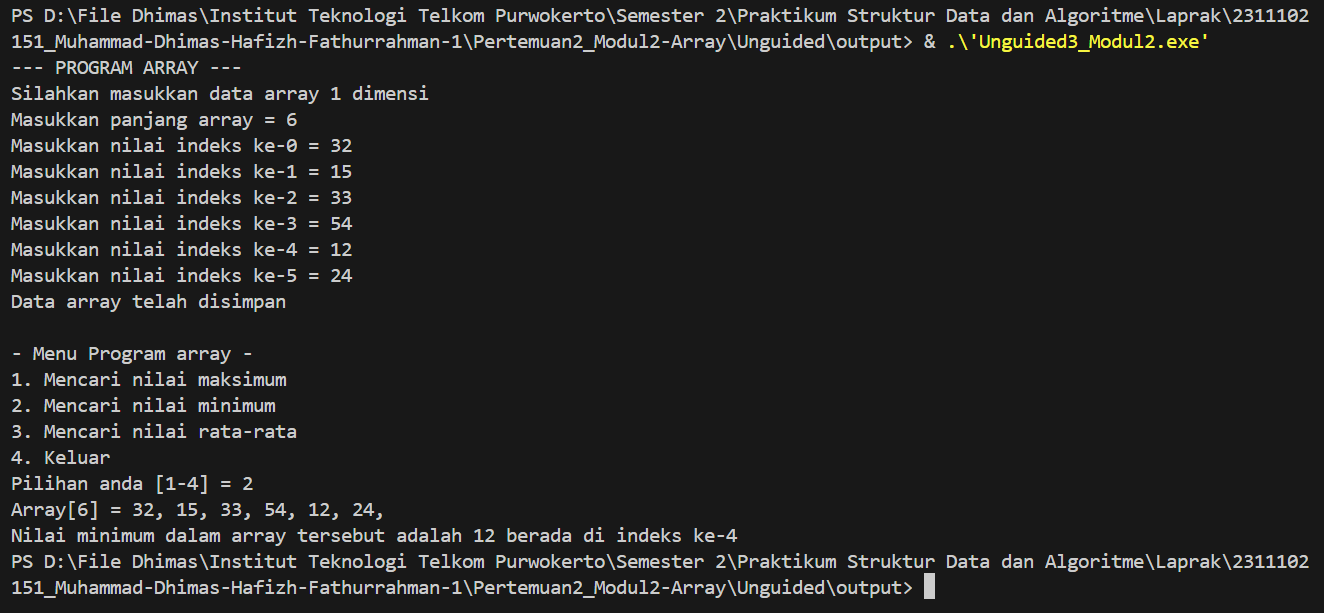 PS D:\File Dhimas\Institut Teknologi Telkom Purwokerto\Semester 2\Praktikum Struktur Data dan Algoritme\Laprak\2311102
151_Muhammad-Dhimas-Hafizh-Fathurrahman-1\Pertemuan2_Modul2-Array\Unguided\output> & .\'Unguided3_Modul2.exe'
--- PROGRAM ARRAY ---
Silahkan masukkan data array 1 dimensi
Masukkan panjang array = 6
Masukkan nilai indeks ke-0 = 32
Masukkan nilai indeks ke-1 = 15
Masukkan nilai indeks ke-2 = 33
Masukkan nilai indeks ke-3 = 54
Masukkan nilai indeks ke-4 = 12
Masukkan nilai indeks ke-5 = 24
Data array telah disimpan
- Menu Program array -
1. Mencari nilai maksimum
2. Mencari nilai minimum
3. Mencari nilai rata-rata
4. Keluar
Pilihan anda [1-4] = 2
Array[6] = 32, 15, 33, 54, 12, 24,
Nilai minimum dalam array tersebut adalah 12 berada di indeks ke-4
PS D:\File Dhimas\Institut Teknologi Telkom Purwokerto\Semester 2\Praktikum Struktur Data dan Algoritme\Laprak\2311102
151_Muhammad-Dhimas-Hafizh-Fathurrahman-1\Pertemuan2_Modul2-Array\Unguided\output>